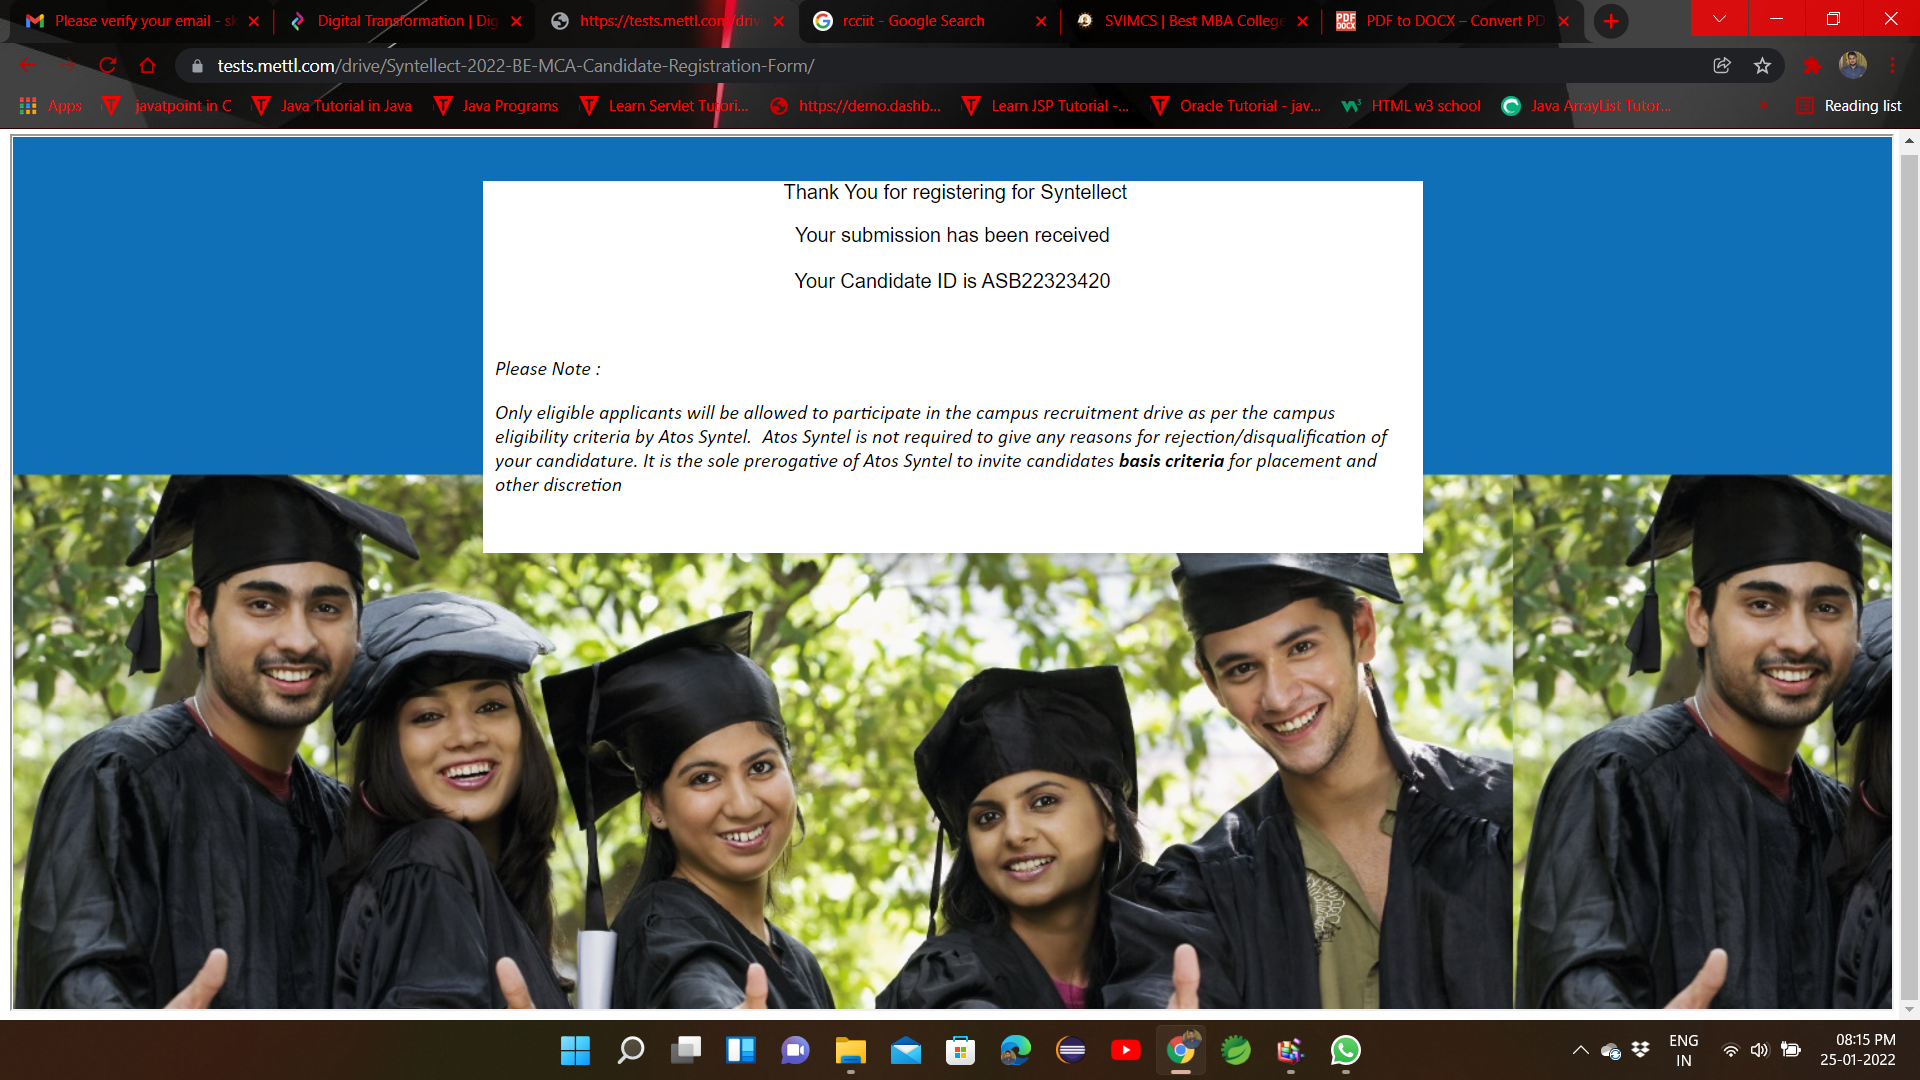 Please verify your email - sk
Digital Transformation | Dig
https://tests.mettl.com/driv
rcciit - Google Search
SVIMCS | Best MBA College
PDF to DOCX – Convert PD
tests.mettl.com/drive/Syntellect-2022-BE-MCA-Candidate-Registration-Form/
Apps
javatpoint in C
Java Tutorial in Java
Java Programs
Learn Servlet Tutori...
https://demo.dashb...
Learn JSP Tutorial -...
Oracle Tutorial - jav...
HTML w3 school
Java ArrayList Tutor...
Reading list
Thank You for registering for Syntellect
Your submission has been received
Your Candidate ID is ASB22323420
Please Note :
Only eligible applicants will be allowed to participate in the campus recruitment drive as per the campus
eligibility criteria by Atos Syntel.  Atos Syntel is not required to give any reasons for rejection/disqualification of
your candidature. It is the sole prerogative of Atos Syntel to invite candidates basis criteria for placement and
other discretion
ENG
IN
08:15 PM
25-01-2022